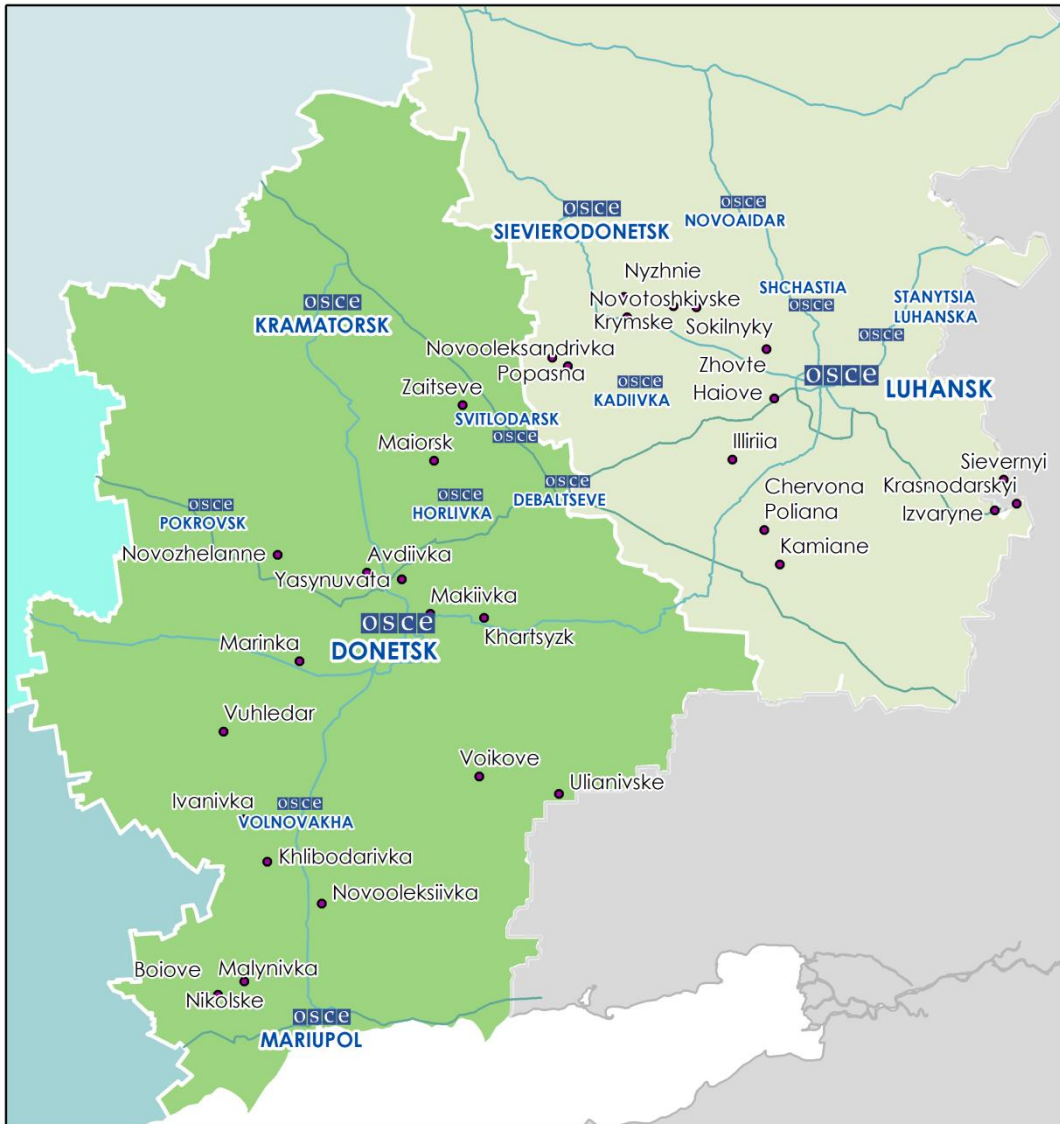 osce
SIEVIERODONETSK
osce
NOVOAIDAR
Nyzhnie
Novotoshkivske
Krymske
Sokilnyky
SHCHASTIA
osce
STANYTSIA
LUHANSKA
osce
osce
KRAMATORSK
Novooleksandrivka
Popasna
Zhovte
Haiove
osce
LUHANSK
osce
KADIIVKA
Zaitseve
SVITLODARSK
osce
Maiorsk
Illiriia
Sievernyi
Krasnodarskyi
Izvaryne
osce
HORLIVKA
osce
DEBALTSEVE
Chervona
Poliana
Kamiane
osce
POKROVSK
Novozhelanne
Avdiivka
Yasynuvata
Makiivka
Khartsyzk
osce
DONETSK
Marinka
Vuhledar
Voikove
Ulianivske
Ivanivka
osce
VOLNOVAKHA
Khlibodarivka
Novooleksiivka
Boiove
Malynivka
Nikolske
osce
MARIUPOL